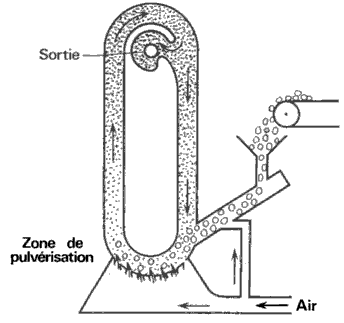 Sortie
Zone de
pulvérisation
Air